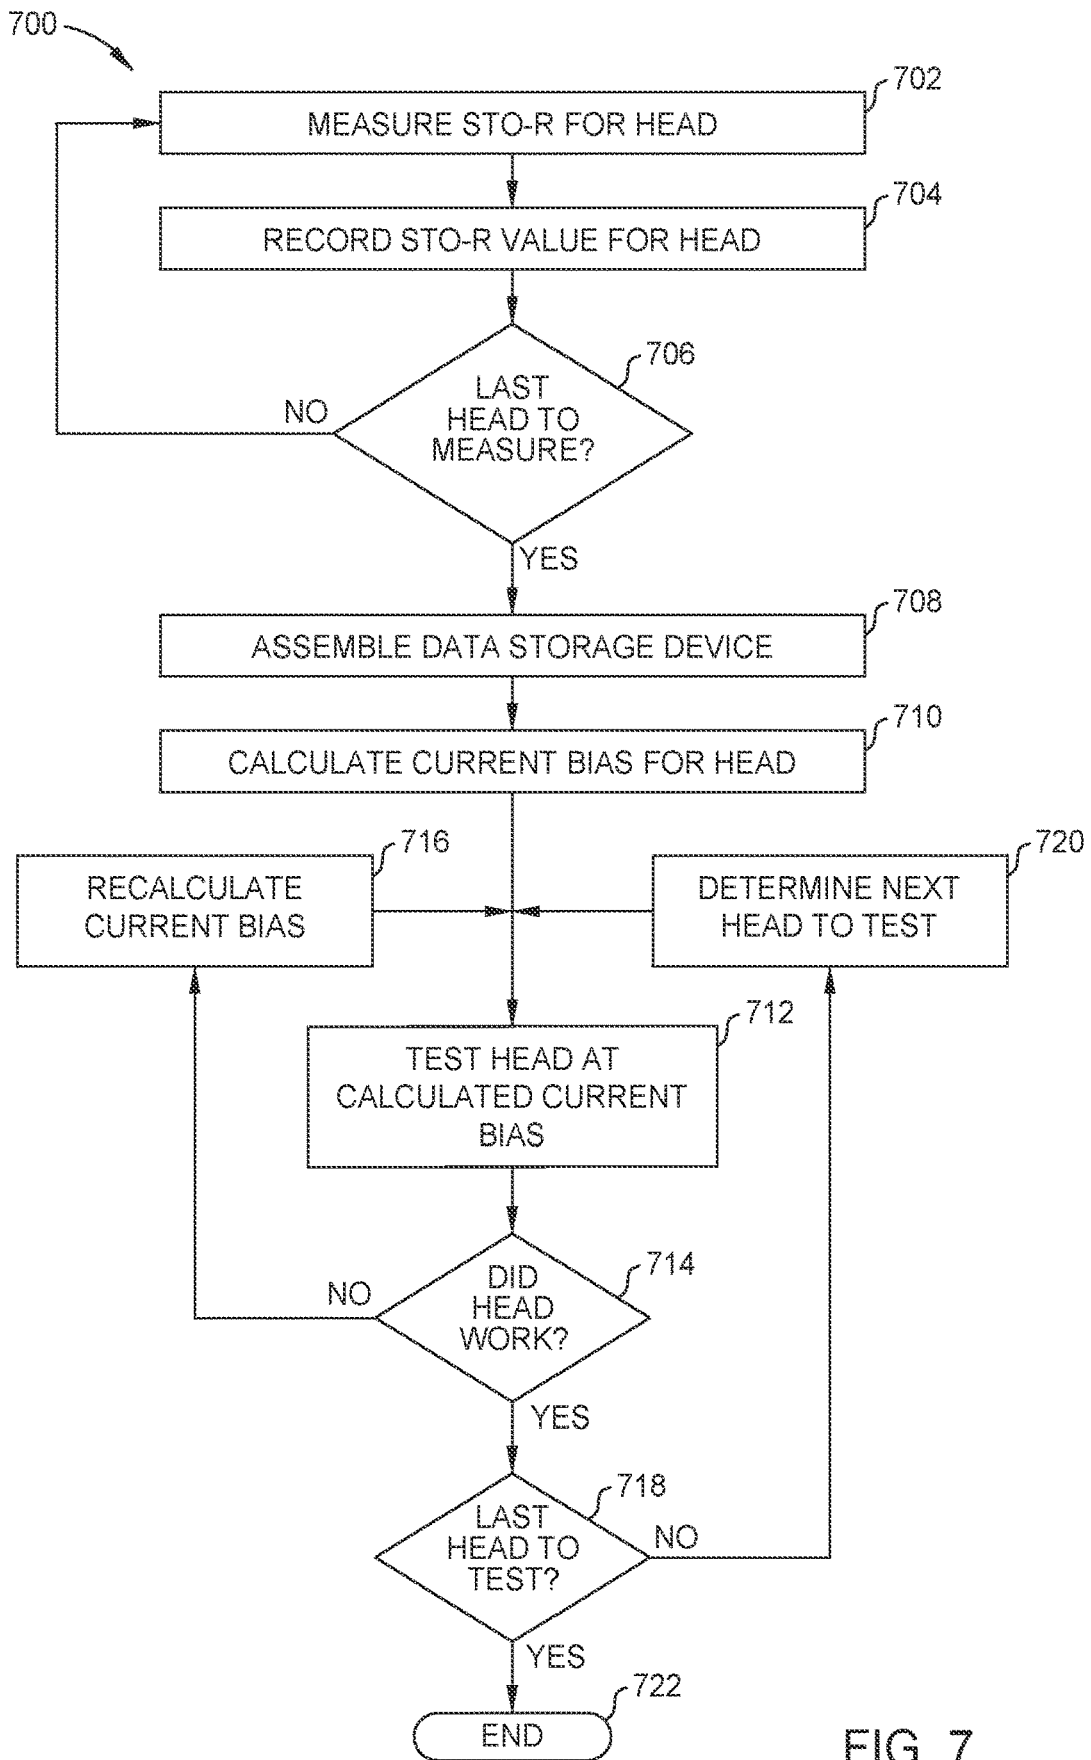 700
702
MEASURE STO-R FOR HEAD
704
RECORD STO-R VALUE FOR HEAD
706
LAST
HEAD TO
MEASURE?
NO
YES
708
ASSEMBLE DATA STORAGE DEVICE
710
CALCULATE CURRENT BIAS FOR HEAD
716
RECALCULATE
CURRENT BIAS
720
DETERMINE NEXT
HEAD TO TEST
712
TEST HEAD AT
CALCULATED CURRENT
BIAS
714
DID
HEAD
WORK?
NO
YES
718
LAST
HEAD TO
TEST?
NO
YES
722
END
FIG. 7